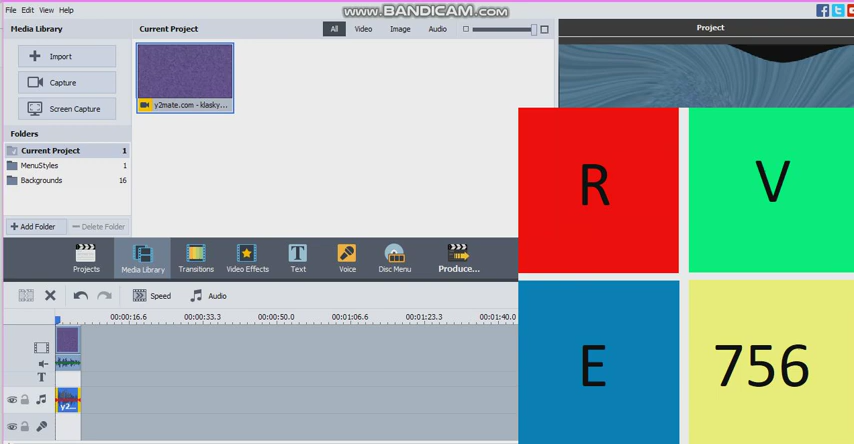 File Edit View Help
www.BANDICAM.com
Media Library
Current Project
All Video Image Audio
Project
Import
Capture
Screen Capture
y2mate.com - klasky...
Folders
Current Project 1
MenuStyles 1
Backgrounds 16
Add Folder Delete Folder
Projects Media Library Transitions Video Effects Text Voice Disc Menu Produce...
Speed Audio
00:00:16.6 00:00:33.3 00:00:50.0 00:01:06.6 00:01:23.3 00:01:40.0
T
y2...
R
V
E
756